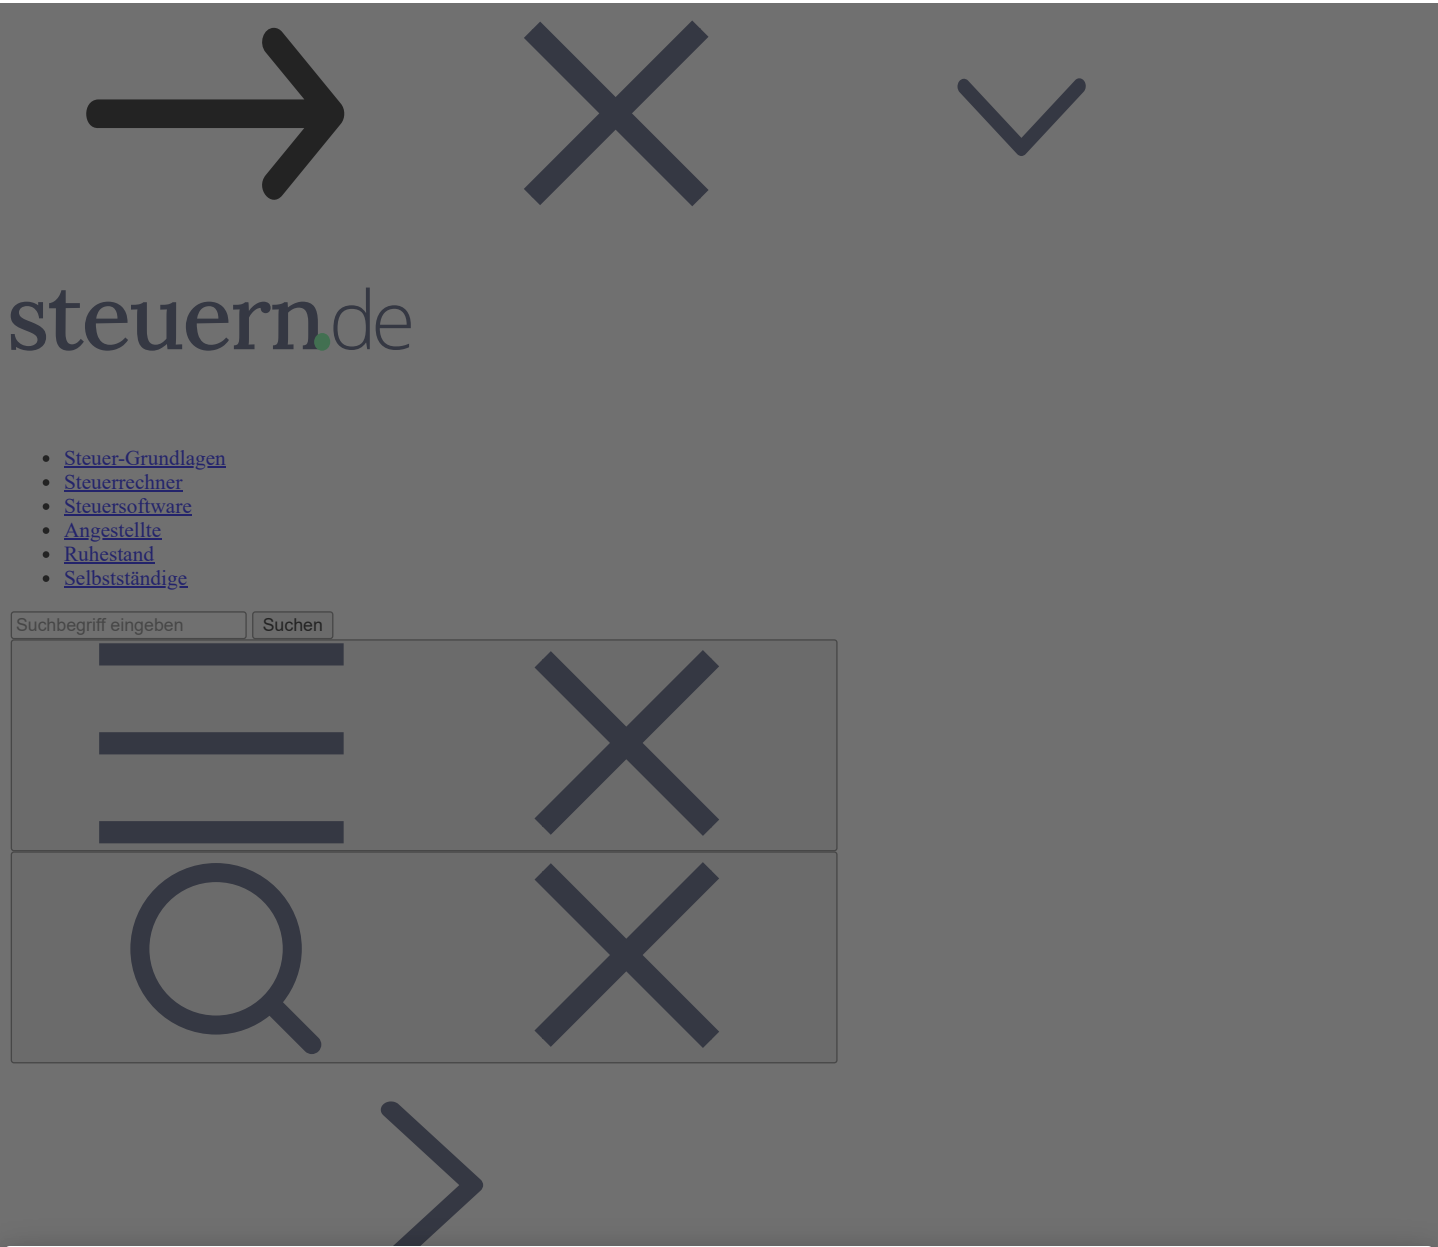 steuern.de
Steuer-Grundlagen
Steuerrechner
Steuersoftware
Angestellte
Ruhestand
Selbstständige
Suchbegriff eingeben Suchen